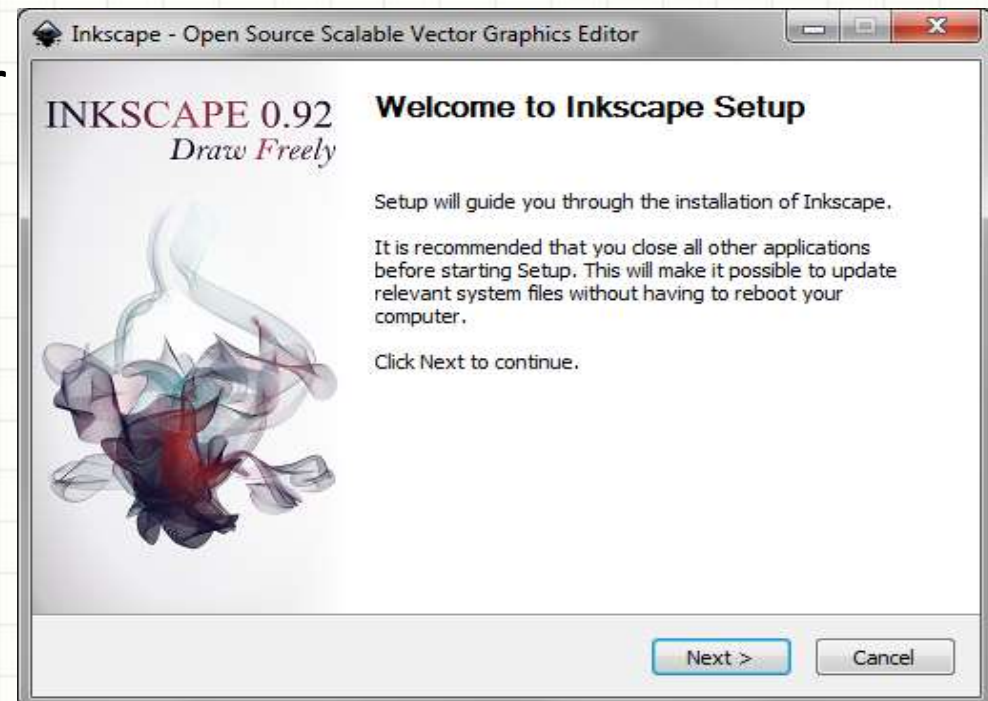 Inkscape - Open Source Scalable Vector Graphics Editor
INKSCAPE 0.92
Draw Freely
Welcome to Inkscape Setup
Setup will guide you through the installation of Inkscape.
It is recommended that you close all other applications
before starting Setup. This will make it possible to update
relevant system files without having to reboot your
computer.
Click Next to continue.
Next >
Cancel